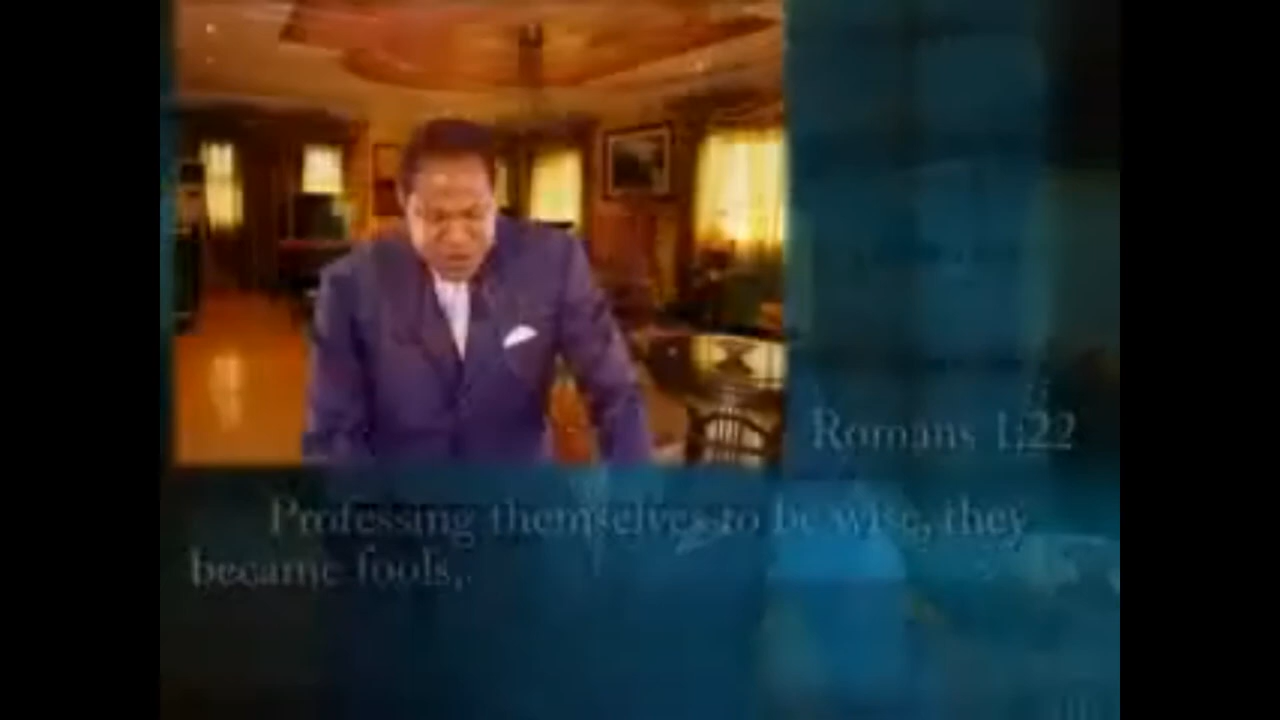 Romans 1:22
Professing themselves to be wise, they
became fools,